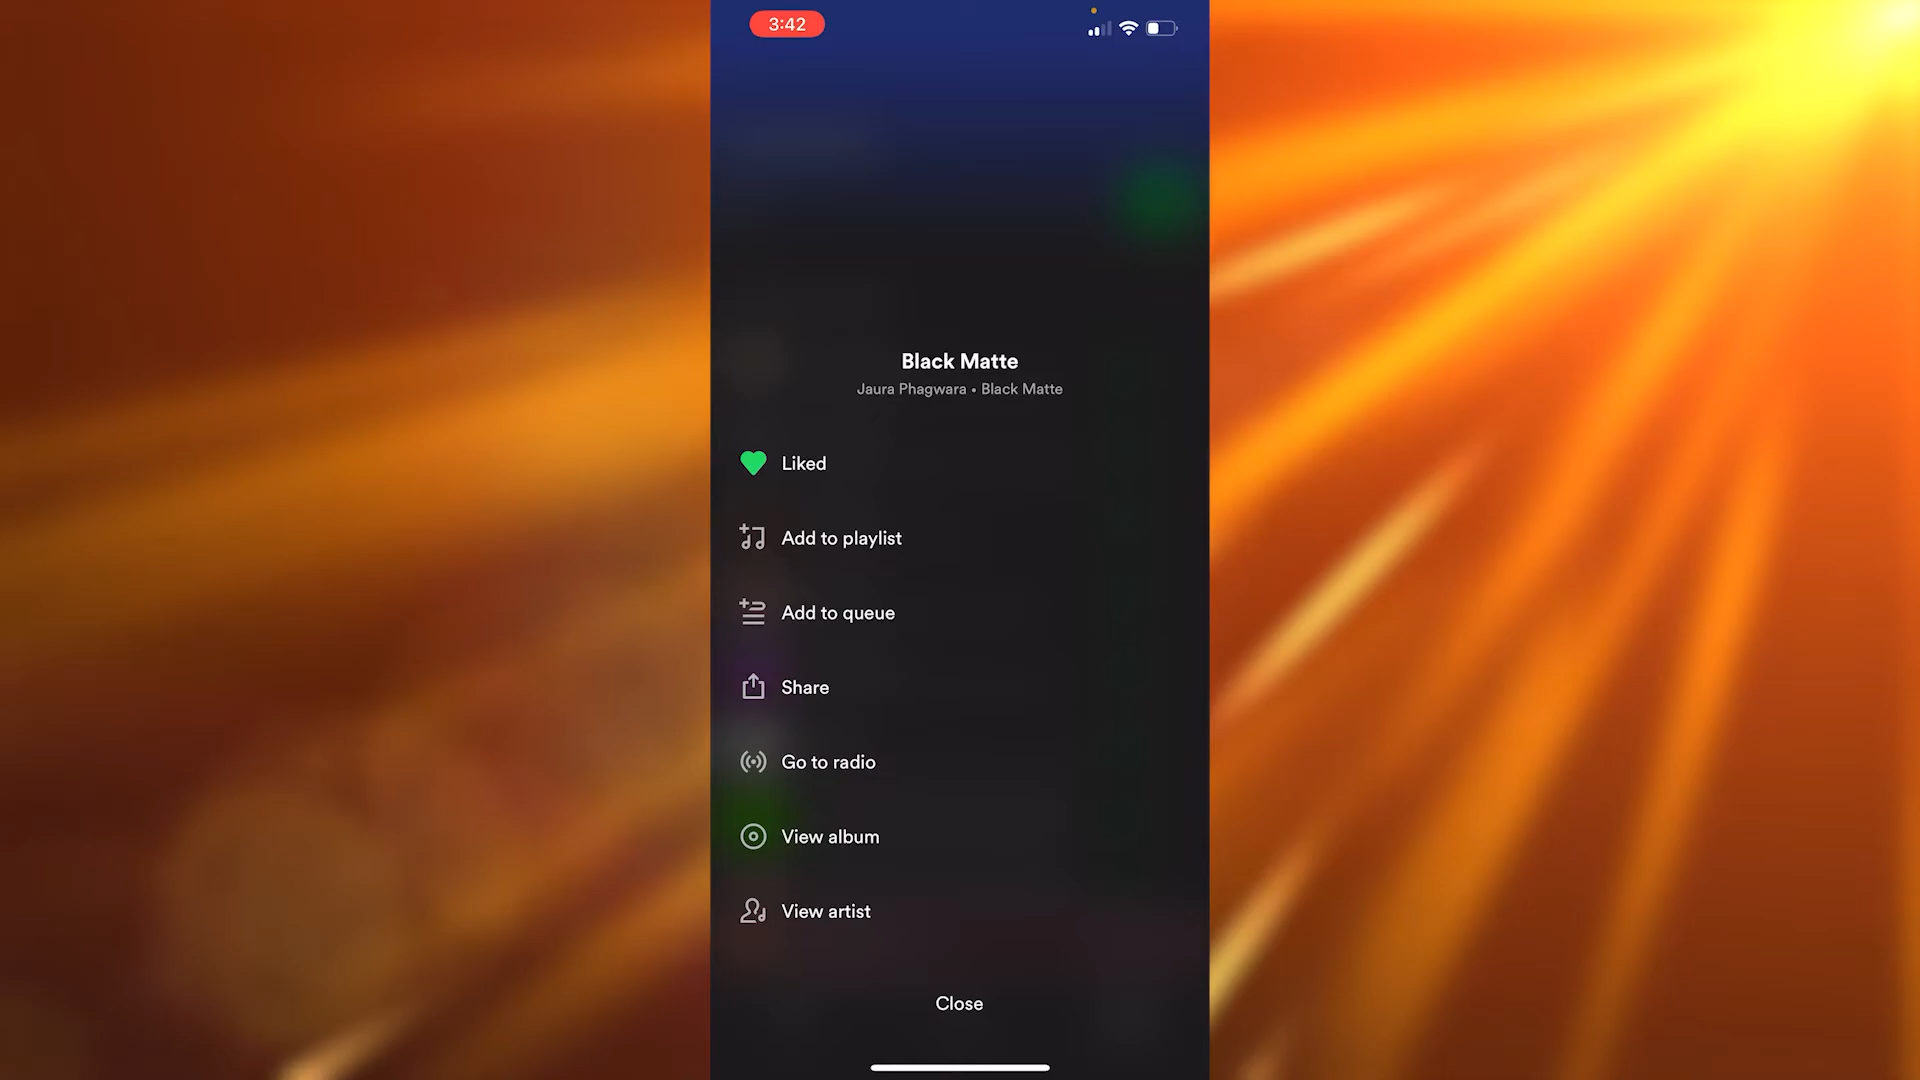 3:42
Black Matte
Jaura Phagwara • Black Matte
Liked
Add to playlist
Add to queue
Share
Go to radio
View album
View artist
Close